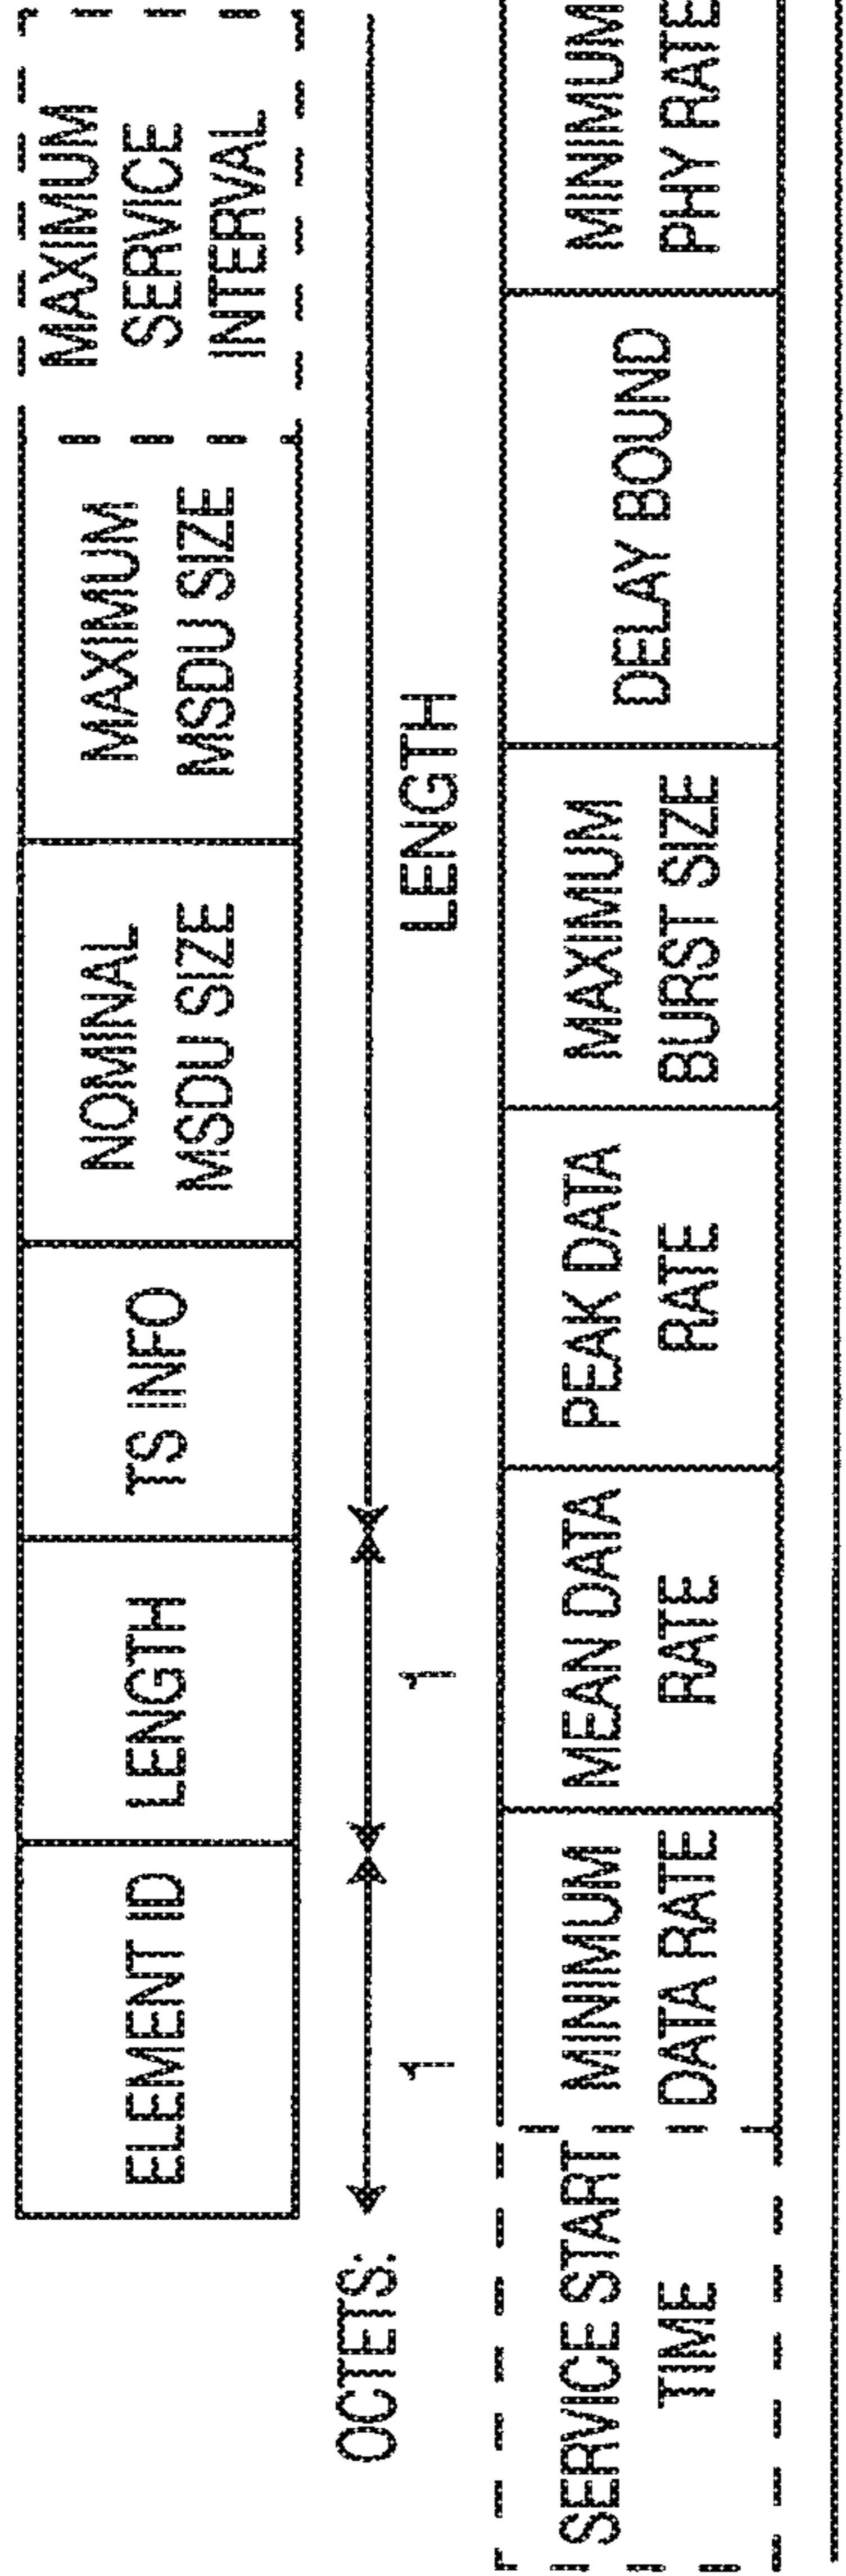 ELEMENT ID
LENGTH
TS INFO
NOMINAL
MSDU SIZE
MAXIMUM
MSDU SIZE
MAXIMUM
SERVICE
INTERVAL
OCTETS:
1
1
LENGTH
SERVICE START
TIME
MINIMUM
DATA RATE
MEAN DATA
RATE
PEAK DATA
RATE
MAXIMUM
BURST SIZE
DELAY BOUND
MINIMUM
PHY RATE